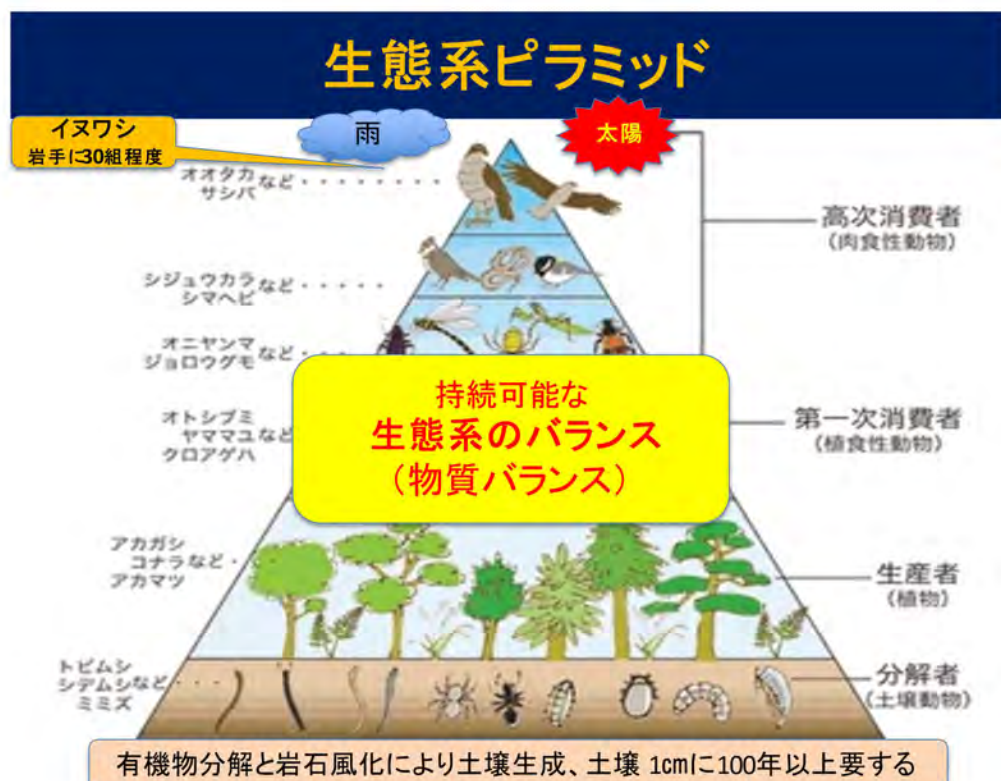 生態系ピラミッド
イヌワシ
岩手に30組程度
雨
太陽
オオタカ
サシバ
など
高次消費者
(肉食性動物)
シジュウカラ
シマヘビ
など
オニヤンマ
ジョロウグモ
など
持続可能な
生態系のバランス
(物質バランス)
オトシブミ
ヤママユ
クロアゲハ
など
第一次消費者
(植食性動物)
アカガシ
コナラ
アカマツ
など
生産者
(植物)
トビムシ
シデムシ
ミミズ
など
分解者
(土壌動物)
有機物分解と岩石風化により土壌生成、土壌 1cmに100年以上要する